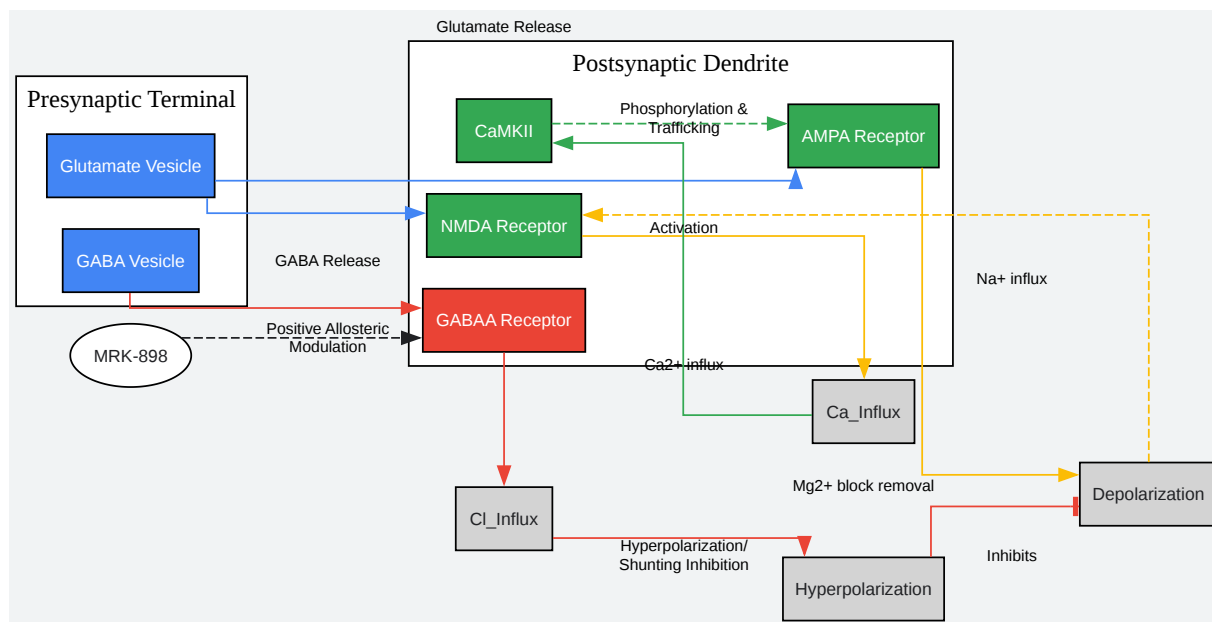 Glutamate Release
Postsynaptic Dendrite
Presynaptic Terminal
CaMKII
Phosphorylation &
Trafficking
AMPA Receptor
Glutamate Vesicle
NMDA Receptor
Activation
GABA Vesicle
GABA Release
Na+ influx
GABAA Receptor
Positive Allosteric
Modulation
MRK-898
Ca2+ influx
Ca_Influx
Mg2+ block removal
Depolarization
Cl_Influx
Hyperpolarization/
Shunting Inhibition
Inhibits
Hyperpolarization